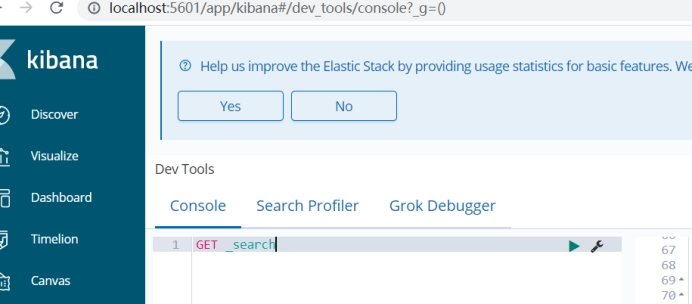 localhost:5601/app/kibana#/dev_tools/console?_g=()
kibana
Help us improve the Elastic Stack by providing usage statistics for basic features. We
Yes
No
Discover
Visualize
Dashboard
Timelion
Canvas
Dev Tools
Console
Search Profiler
Grok Debugger
1
GET _search
67
68
69
70